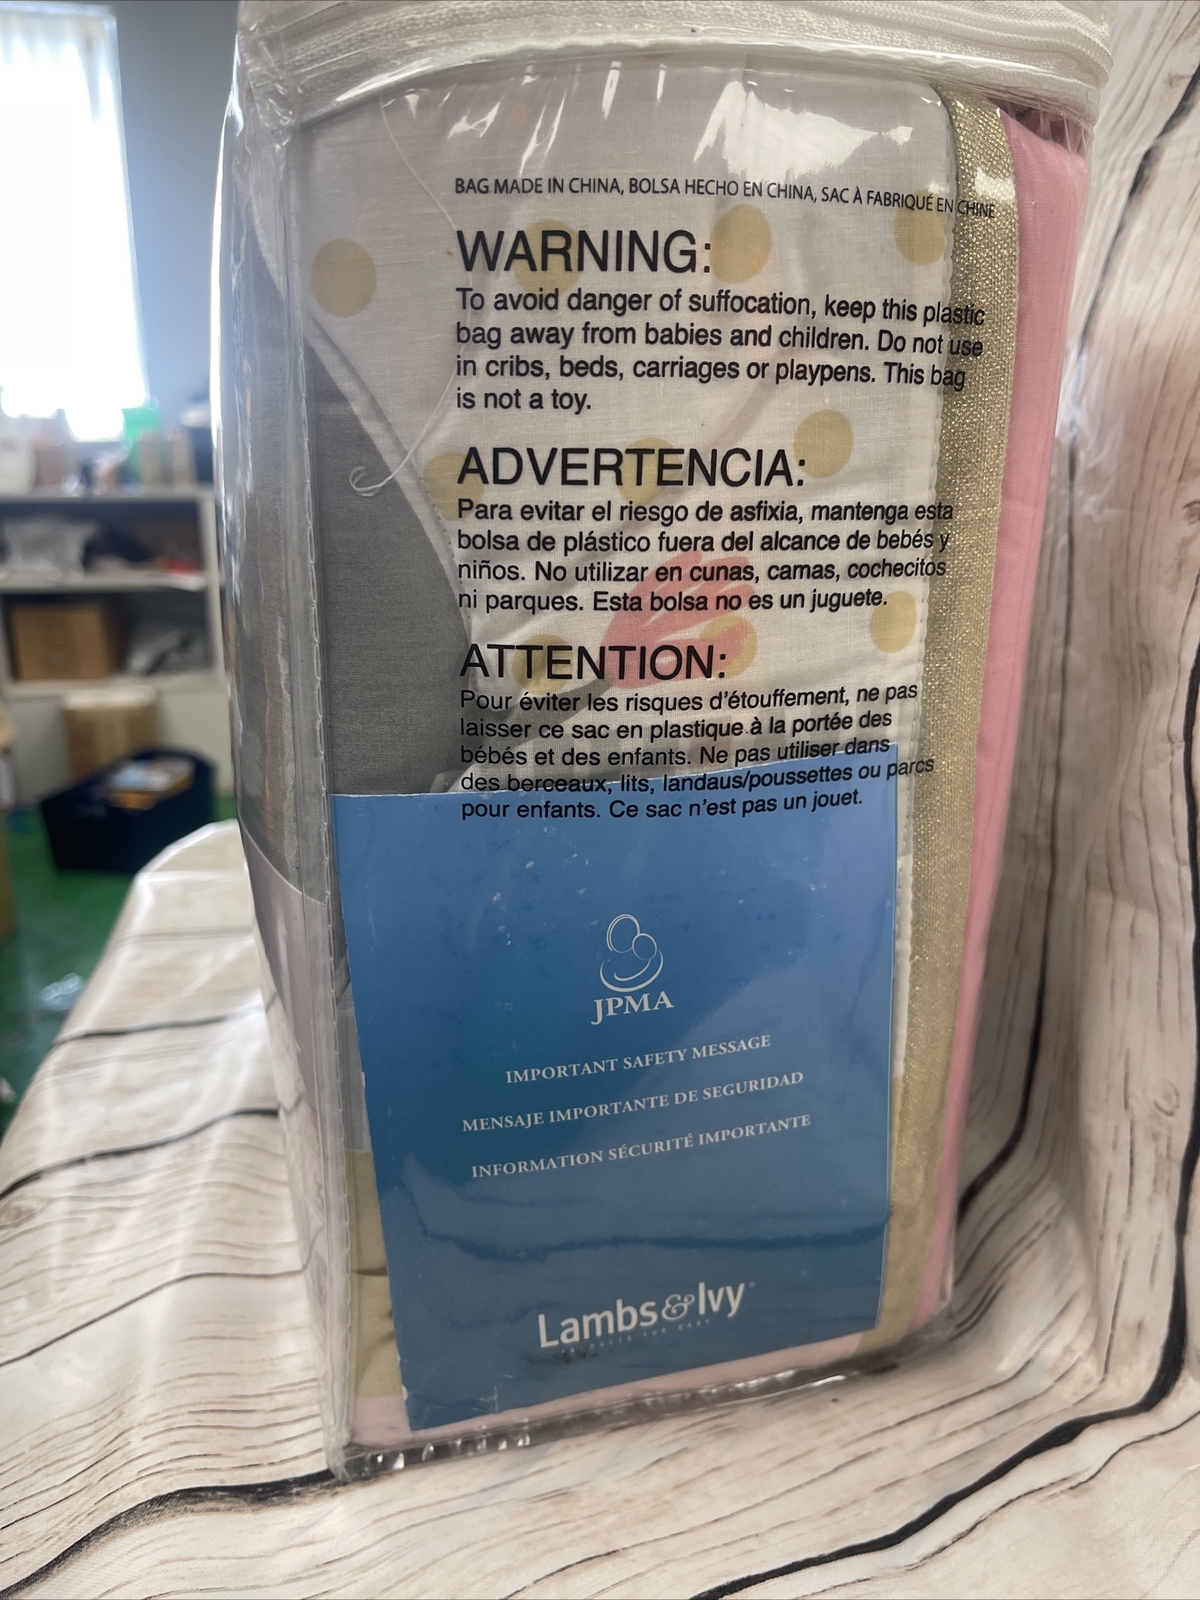 BAG MADE IN CHINA, BOLSA HECHO EN CHINA, SAC À FABRIQUÉ EN CHINE
WARNING:
To avoid danger of suffocation, keep this plastic
bag away from babies and children. Do not use
in cribs, beds, carriages or playpens. This bag
is not a toy.
ADVERTENCIA:
Para evitar el riesgo de asfixia, mantenga esta
bolsa de plástico fuera del alcance de bebés y
niños. No utilizar en cunas, camas, cochecitos
ni parques. Esta bolsa no es un juguete.
ATTENTION:
Pour éviter les risques d'étouffement, ne pas
laisser ce sac en plastique à la portée des
bébés et des enfants. Ne pas utiliser dans
des berceaux, lits, landaus/poussettes ou parcs
pour enfants. Ce sac n'est pas un jouet.
JPMA
IMPORTANT SAFETY MESSAGE
MENSAJE IMPORTANTE DE SEGURIDAD
INFORMATION SÉCURITÉ IMPORTANTE
Lambs & Ivy